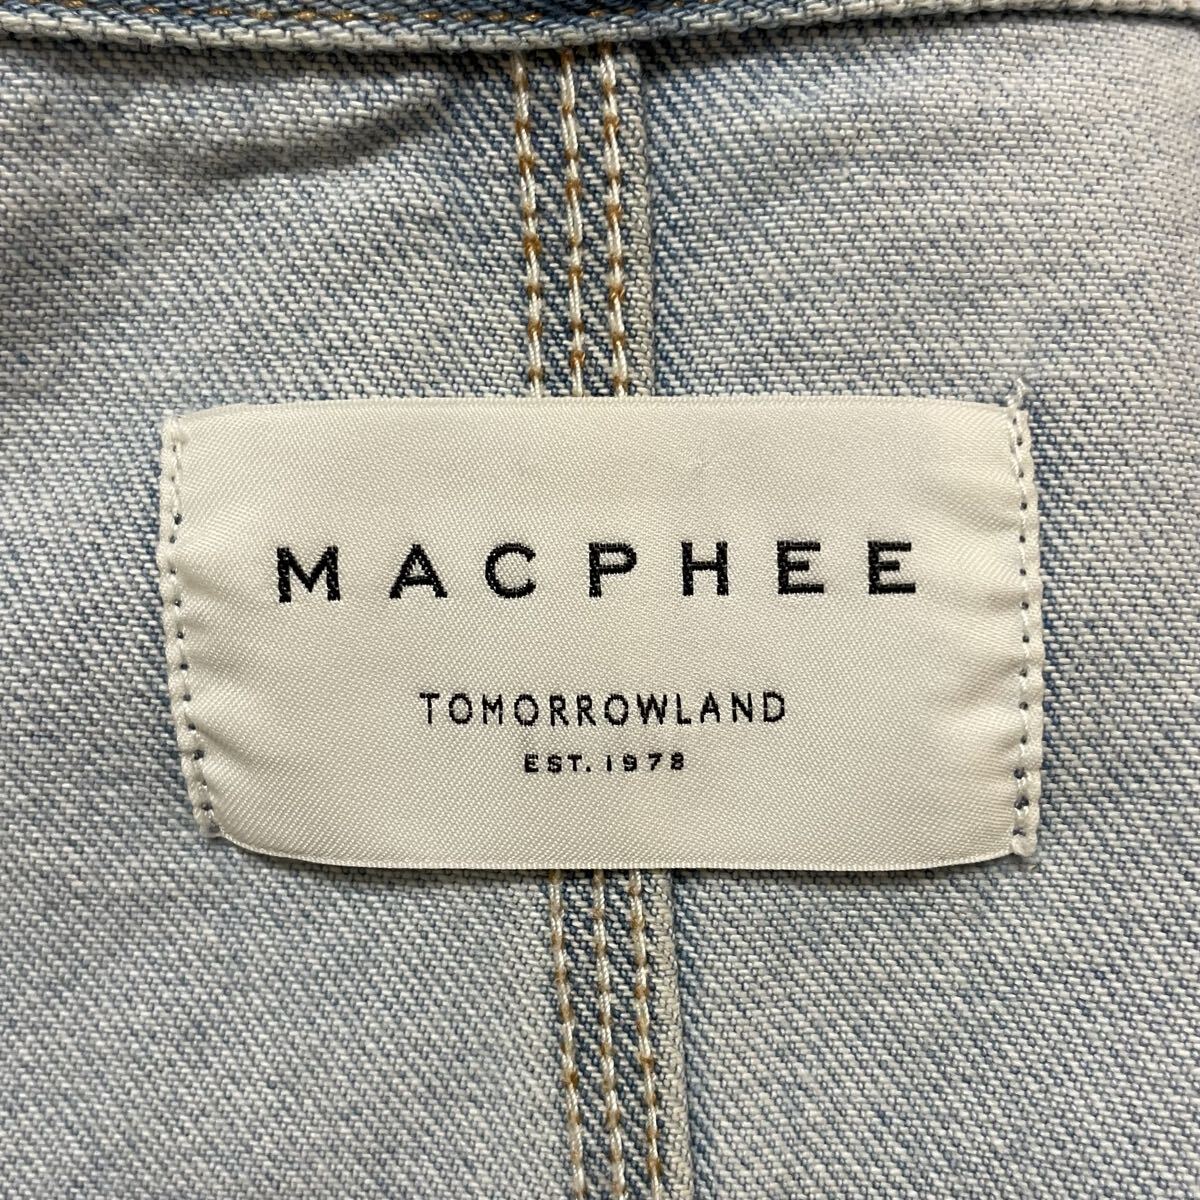 MACPHEE
TOMORROWLAND
EST. 1978